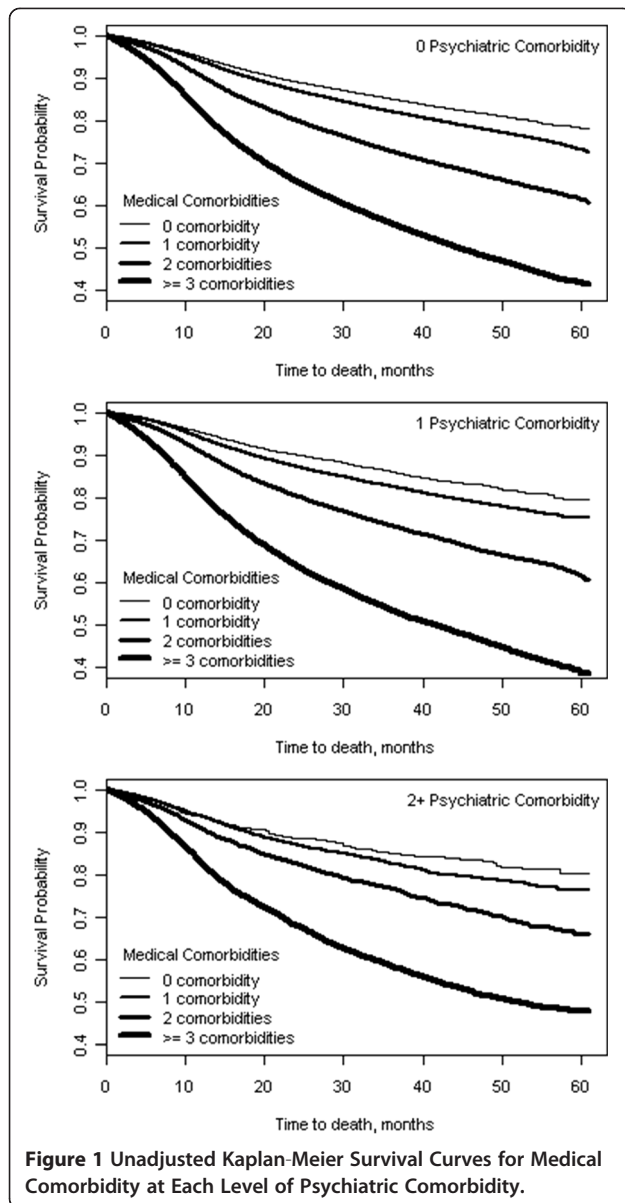 0 Psychiatric Comorbidity
Survival Probability
1.0
0.9
0.8
0.7
0.6
0.5
0.4
Medical Comorbidities
0 comorbidity
1 comorbidity
2 comorbidities
>= 3 comorbidities
0 10 20 30 40 50 60
Time to death, months
1 Psychiatric Comorbidity
Survival Probability
1.0
0.9
0.8
0.7
0.6
0.5
0.4
Medical Comorbidities
0 comorbidity
1 comorbidity
2 comorbidities
>= 3 comorbidities
0 10 20 30 40 50 60
Time to death, months
2+ Psychiatric Comorbidity
Survival Probability
1.0
0.9
0.8
0.7
0.6
0.5
0.4
Medical Comorbidities
0 comorbidity
1 comorbidity
2 comorbidities
>= 3 comorbidities
0 10 20 30 40 50 60
Time to death, months
Figure 1 Unadjusted Kaplan-Meier Survival Curves for Medical
Comorbidity at Each Level of Psychiatric Comorbidity.